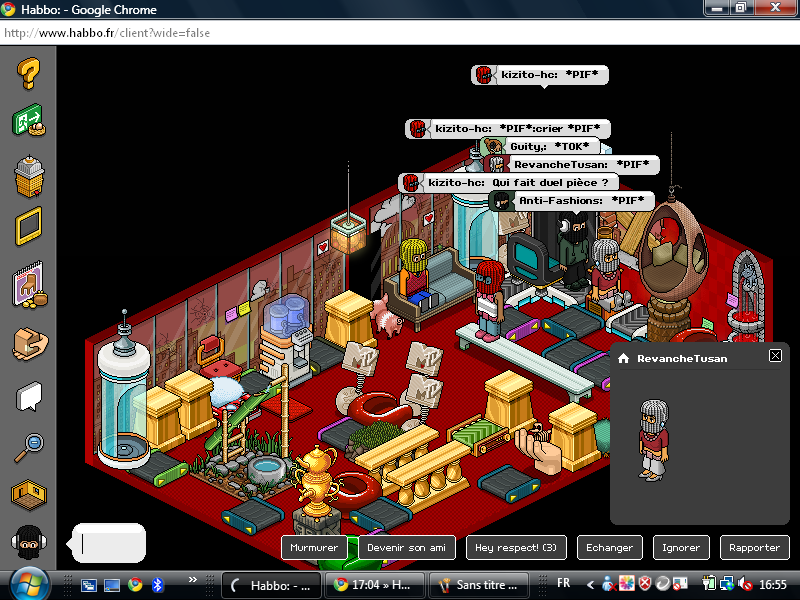 Habbo: - Google Chrome
http://www.habbo.fr/client?wide=false
kizito-hc: *PIF*
kizito-hc: *PIF*:crier *PIF*
Guity,: *TOK*
RevancheTusan: *PIF*
kizito-hc: Qui fait duel pièce ?
Anti-Fashions: *PIF*
RevancheTusan
Murmurer
Devenir son ami
Hey respect! (3)
Echanger
Ignorer
Rapporter
Habbo: - ...
17:04 » H...
Sans titre ...
FR
16:55